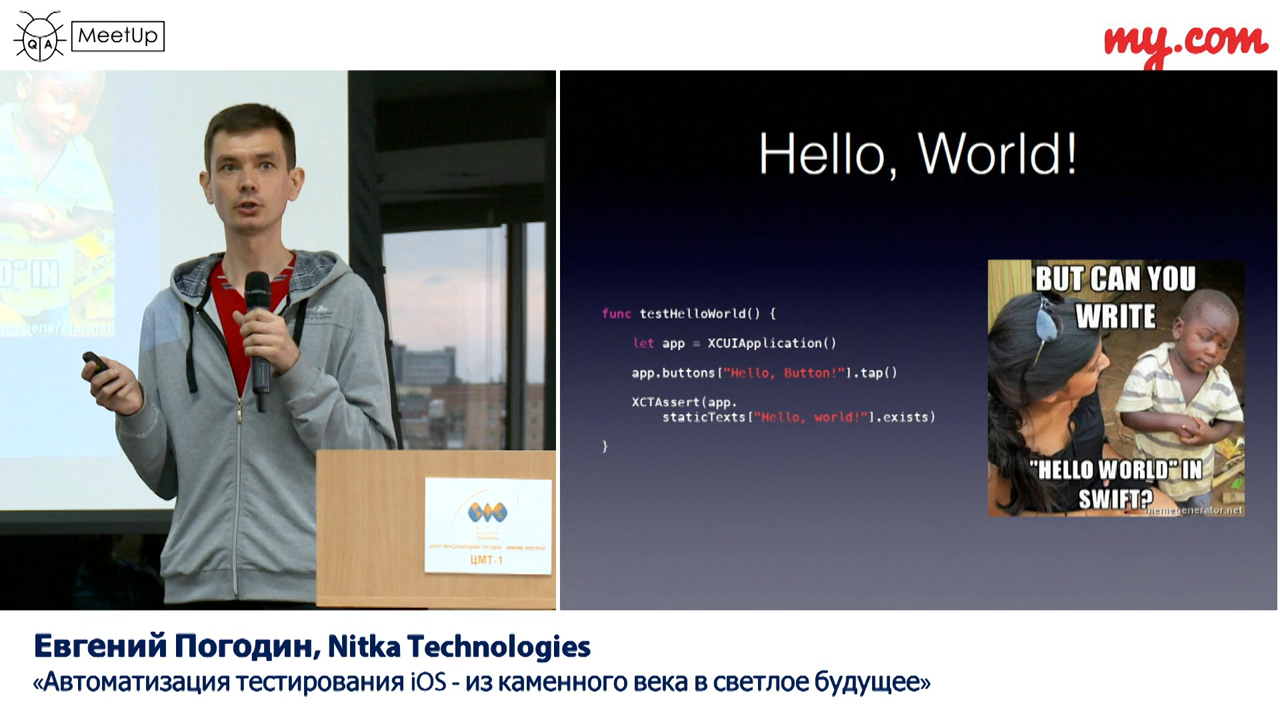 QA
MeetUp
my.com
D" IN
ЦМТ-1
Hello, World!
func testHelloWorld() {
let app = XCUIApplication()
app.buttons["Hello, Button!"].tap()
XCTAssert(app.
staticTexts["Hello, world!"].exists)
}
BUT CAN YOU
WRITE
"HELLO WORLD" IN
SWIFT?
memegenerator.net
Евгений Погодин, Nitka Technologies
«Автоматизация тестирования iOS - из каменного века в светлое будущее»